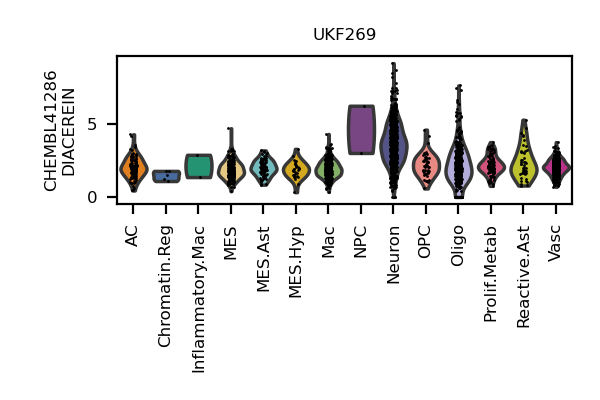 UKF269
CHEMBL41286
DIACEREIN
5
0
AC
Chromatin.Reg
Inflammatory.Mac
MES
MES.Ast
MES.Hyp
Mac
NPC
Neuron
OPC
Oligo
Prolif.Metab
Reactive.Ast
Vasc